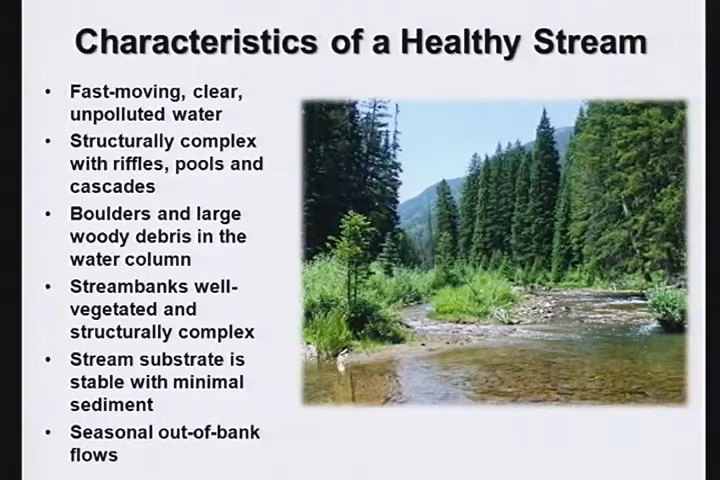 Characteristics of a Healthy Stream
• Fast-moving, clear,
unpolluted water
• Structurally complex
with riffles, pools and
cascades
• Boulders and large
woody debris in the
water column
• Streambanks well-
vegetated and
structurally complex
• Stream substrate is
stable with minimal
sediment
• Seasonal out-of-bank
flows